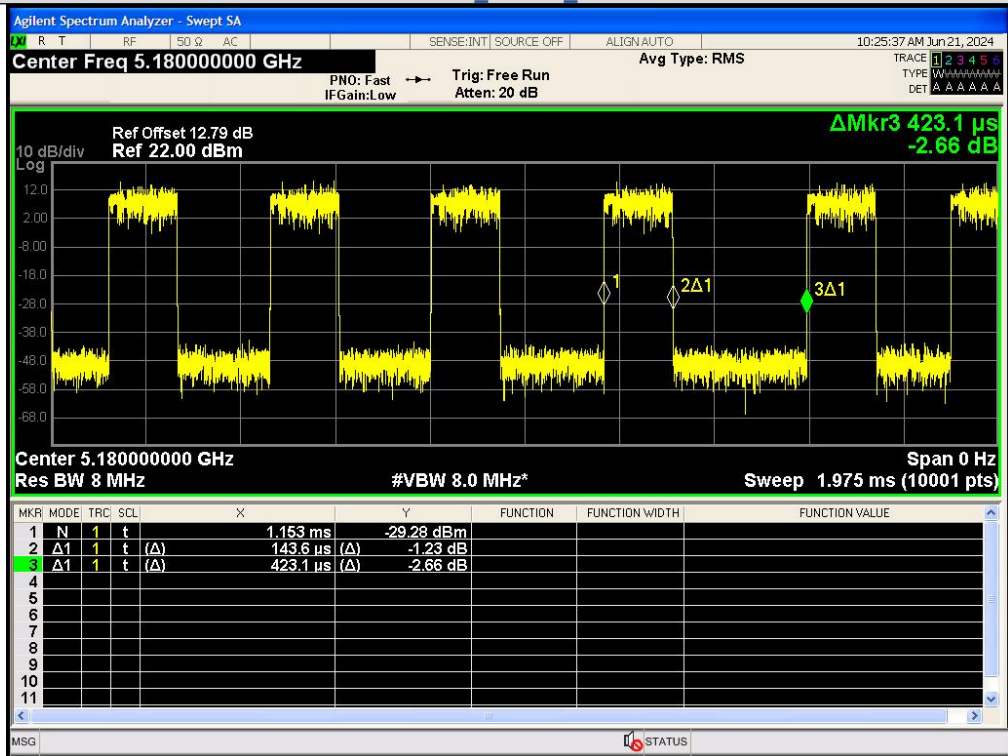 Agilent Spectrum Analyzer - Swept SA
LXI R T RF 50 Ω AC SENSE:INT SOURCE OFF ALIGN AUTO 10:25:37 AM Jun 21, 2024
Center Freq 5.180000000 GHz
Avg Type: RMS
TRACE 1 2 3 4 5 6
PNO: Fast Trig: Free Run
TYPE W
IFGain:Low Atten: 20 dB
DET A A A A A A
ΔMkr3 423.1 µs
-2.66 dB
Ref Offset 12.79 dB
10 dB/div Ref 22.00 dBm
Log
12.0
2.00
-8.00
-18.0
1
2Δ1
3Δ1
-28.0
-38.0
-48.0
-58.0
-68.0
Center 5.180000000 GHz Span 0 Hz
Res BW 8 MHz #VBW 8.0 MHz* Sweep 1.975 ms (10001 pts)
MKR MODE TRC SCL X Y FUNCTION FUNCTION WIDTH FUNCTION VALUE
1 N 1 t 1.153 ms -29.28 dBm
2 Δ1 1 t (Δ) 143.6 µs (Δ) -1.23 dB
3 Δ1 1 t (Δ) 423.1 µs (Δ) -2.66 dB
4
5
6
7
8
9
10
11
MSG STATUS